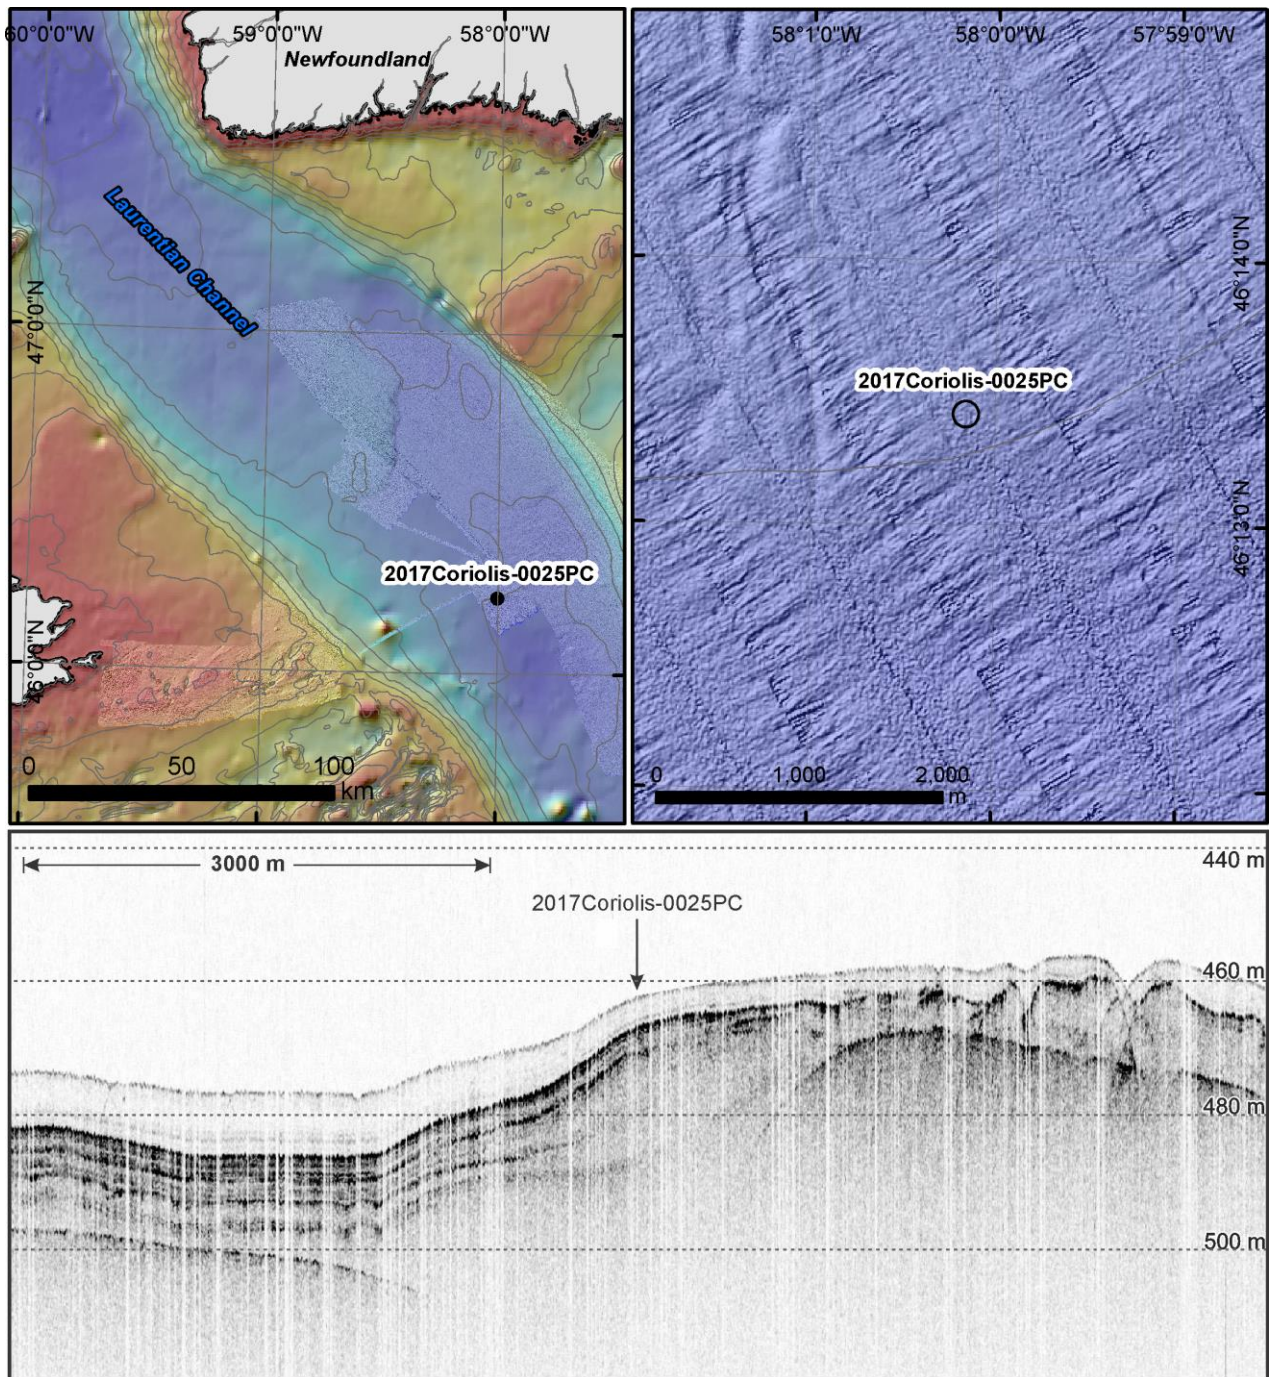 60°0'0"W
59°0'0"W
58°0'0"W
Newfoundland
Laurentian Channel
47°0'0"N
2017Coriolis-0025PC
46°0'0"N
0 50 100
km
58°1'0"W
58°0'0"W
57°59'0"W
46°14'0"N
2017Coriolis-0025PC
46°13'0"N
0 1,000 2,000
m
3000 m
440 m
2017Coriolis-0025PC
460 m
480 m
500 m